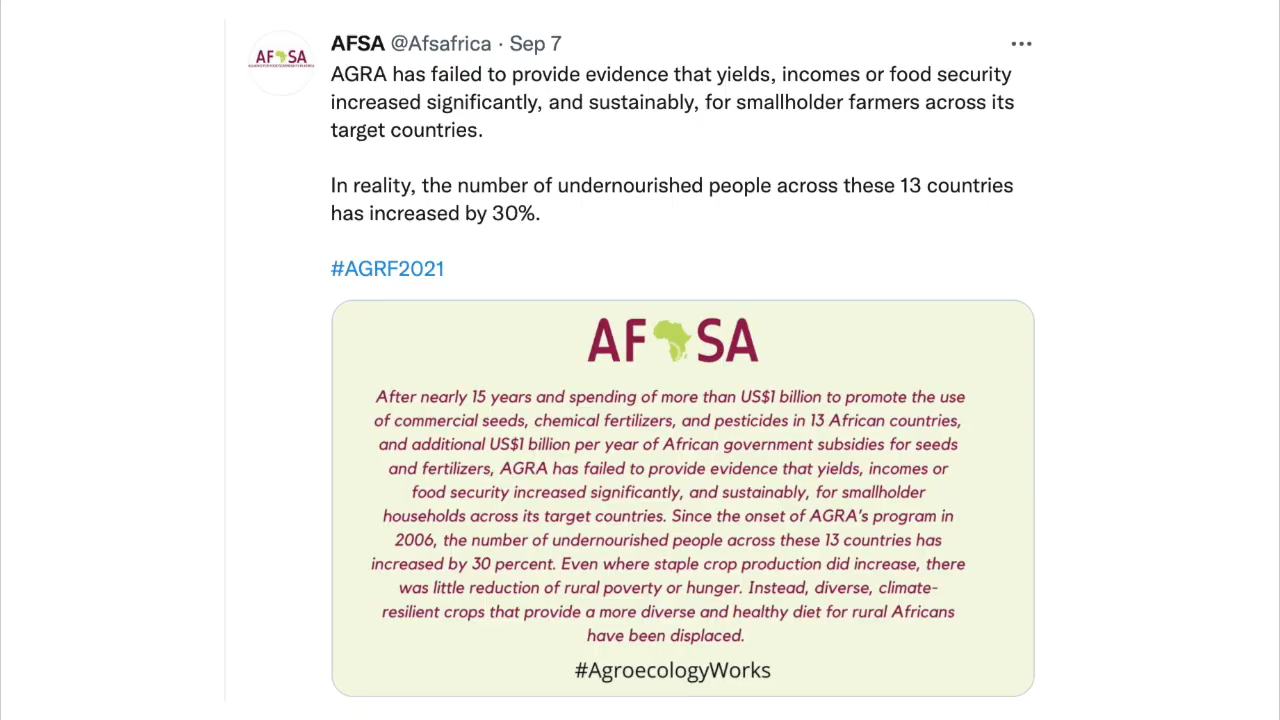 AFSA @Afsafrica · Sep 7
AGRA has failed to provide evidence that yields, incomes or food security
increased significantly, and sustainably, for smallholder farmers across its
target countries.
In reality, the number of undernourished people across these 13 countries
has increased by 30%.
#AGRF2021
AFSA
AFSA
After nearly 15 years and spending of more than US$1 billion to promote the use
of commercial seeds, chemical fertilizers, and pesticides in 13 African countries,
and additional US$1 billion per year of African government subsidies for seeds
and fertilizers, AGRA has failed to provide evidence that yields, incomes or
food security increased significantly, and sustainably, for smallholder
households across its target countries. Since the onset of AGRA's program in
2006, the number of undernourished people across these 13 countries has
increased by 30 percent. Even where staple crop production did increase, there
was little reduction of rural poverty or hunger. Instead, diverse, climate-
resilient crops that provide a more diverse and healthy diet for rural Africans
have been displaced.
#AgroecologyWorks